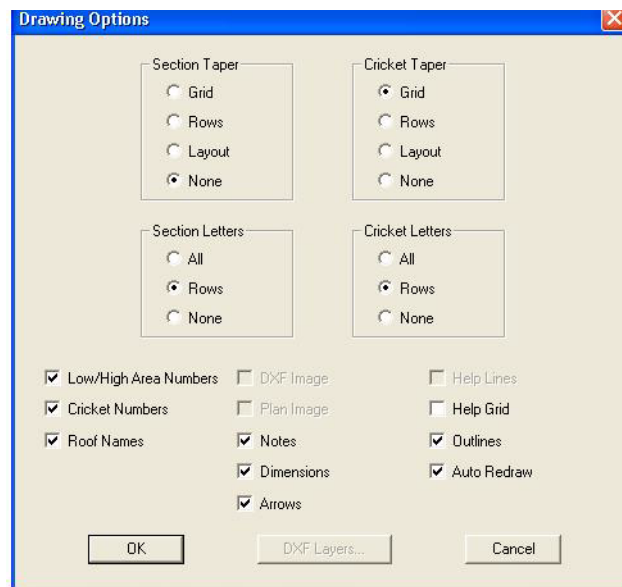 Drawing Options
Section Taper
Grid
Rows
Layout
None
Cricket Taper
Grid
Rows
Layout
None
Section Letters
All
Rows
None
Cricket Letters
All
Rows
None
Low/High Area Numbers
Cricket Numbers
Roof Names
DXF Image
Plan Image
Notes
Dimensions
Arrows
Help Lines
Help Grid
Outlines
Auto Redraw
OK
DXF Layers...
Cancel